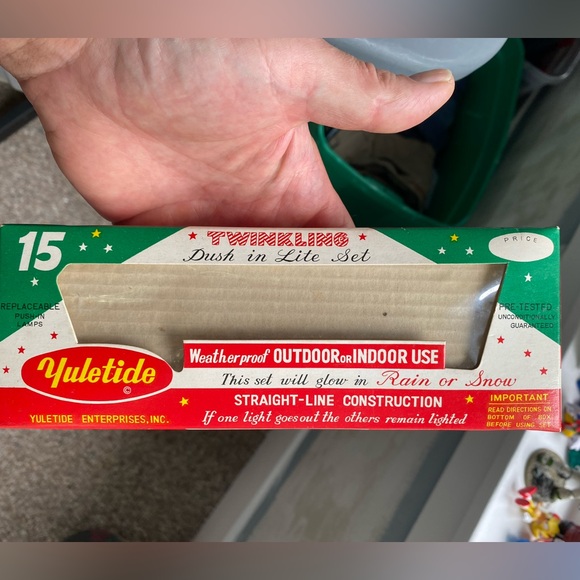 15
TWINKLING
Dush in Lite Set
PRICE
REPLACEABLE
PUSH-IN
LAMPS
PRE-TESTED
UNCONDITIONALLY
GUARANTEED
Yuletide
©
Weatherproof OUTDOOR OR INDOOR USE
This set will glow in Rain or Snow
STRAIGHT-LINE CONSTRUCTION
If one light goes out the others remain lighted
YULETIDE ENTERPRISES, INC.
IMPORTANT
READ DIRECTIONS ON
BOTTOM OF BOX
BEFORE USING SET